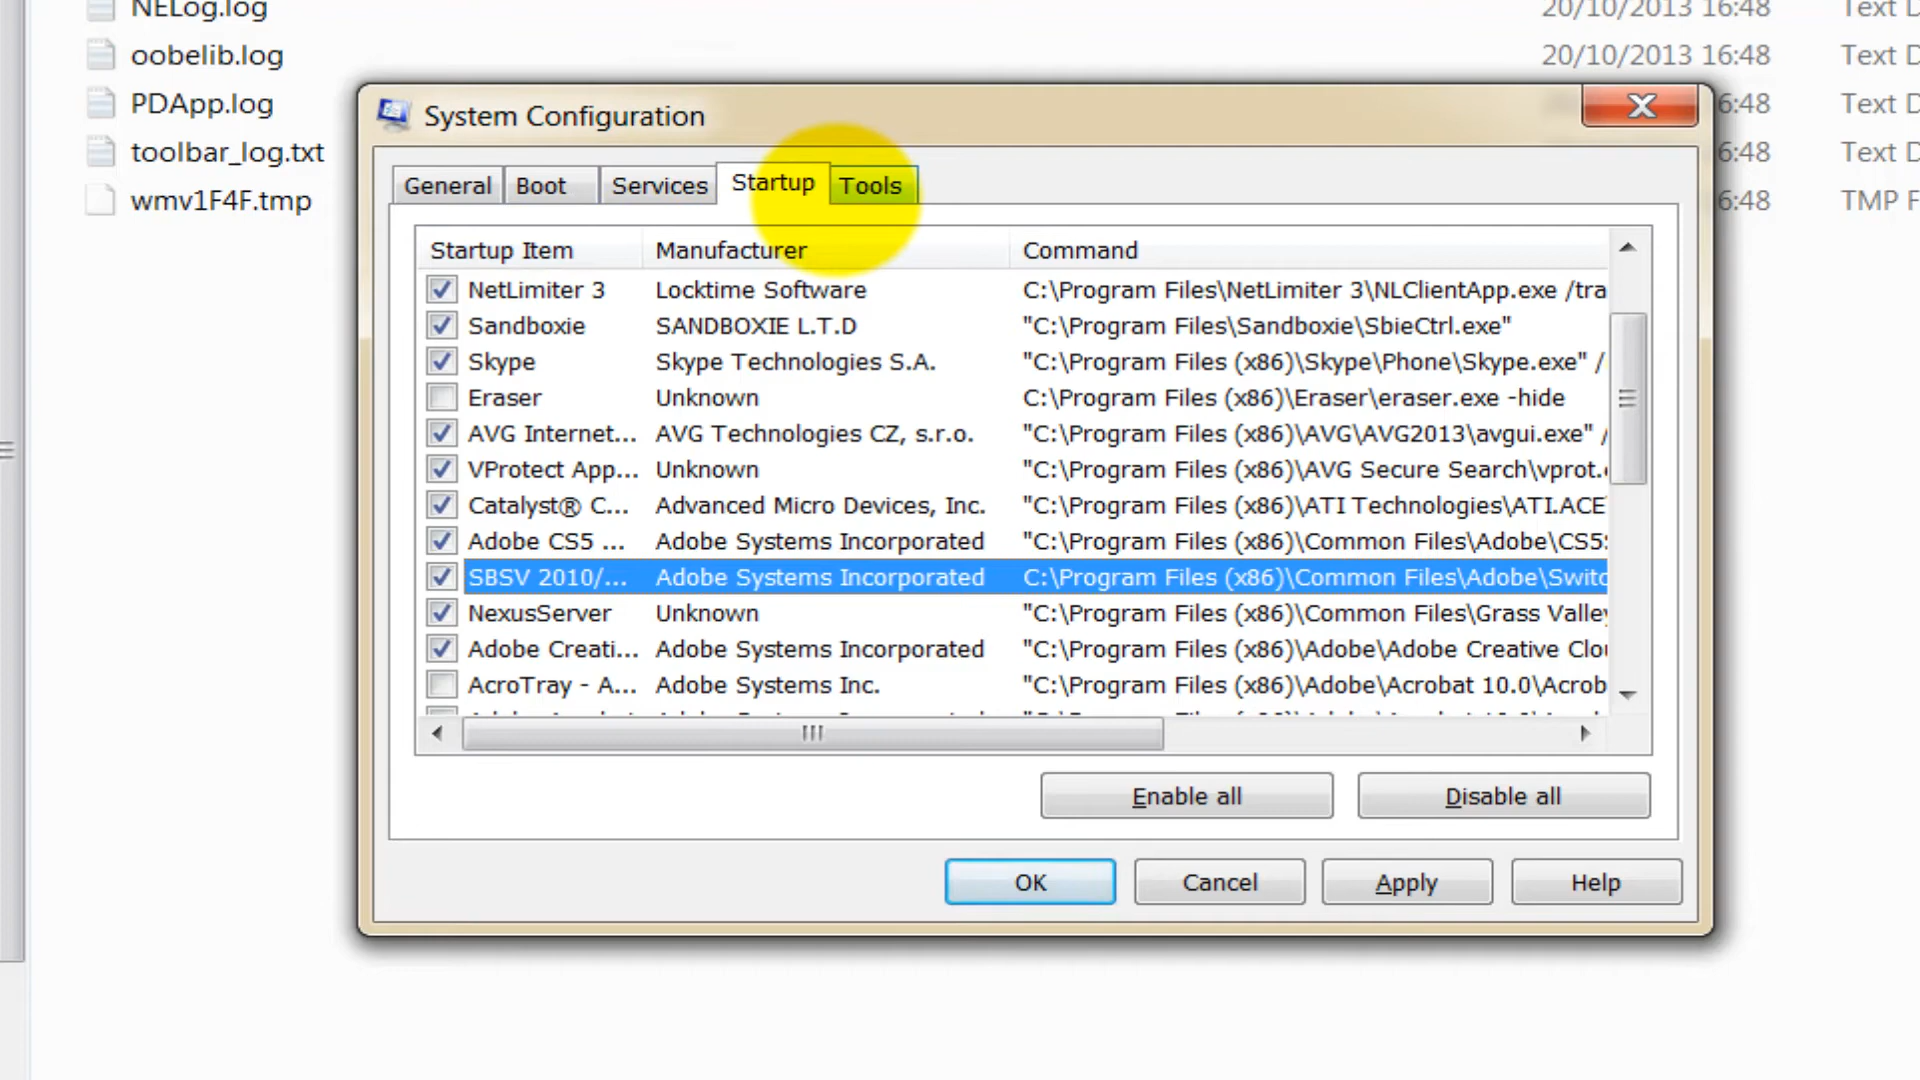 NELog.log 20/10/2013 16:48 Text D
oobelib.log 20/10/2013 16:48 Text D
PDApp.log 6:48 Text D
toolbar_log.txt 6:48 Text D
wmv1F4F.tmp 6:48 TMP F
System Configuration
General Boot Services Startup Tools
Startup Item Manufacturer Command
NetLimiter 3 Locktime Software C:\Program Files\NetLimiter 3\NLClientApp.exe /tra
Sandboxie SANDBOXIE L.T.D "C:\Program Files\Sandboxie\SbieCtrl.exe"
Skype Skype Technologies S.A. "C:\Program Files (x86)\Skype\Phone\Skype.exe" /
Eraser Unknown C:\Program Files (x86)\Eraser\eraser.exe -hide
AVG Internet... AVG Technologies CZ, s.r.o. "C:\Program Files (x86)\AVG\AVG2013\avgui.exe" /
VProtect App... Unknown "C:\Program Files (x86)\AVG Secure Search\vprot.
Catalyst® C... Advanced Micro Devices, Inc. "C:\Program Files (x86)\ATI Technologies\ATI.ACE
Adobe CS5 ... Adobe Systems Incorporated "C:\Program Files (x86)\Common Files\Adobe\CS5
SBSV 2010/... Adobe Systems Incorporated C:\Program Files (x86)\Common Files\Adobe\Switc
NexusServer Unknown "C:\Program Files (x86)\Common Files\Grass Valley
Adobe Creati... Adobe Systems Incorporated "C:\Program Files (x86)\Adobe\Adobe Creative Clou
AcroTray - A... Adobe Systems Inc. "C:\Program Files (x86)\Adobe\Acrobat 10.0\Acrob
Enable all Disable all
OK Cancel Apply Help